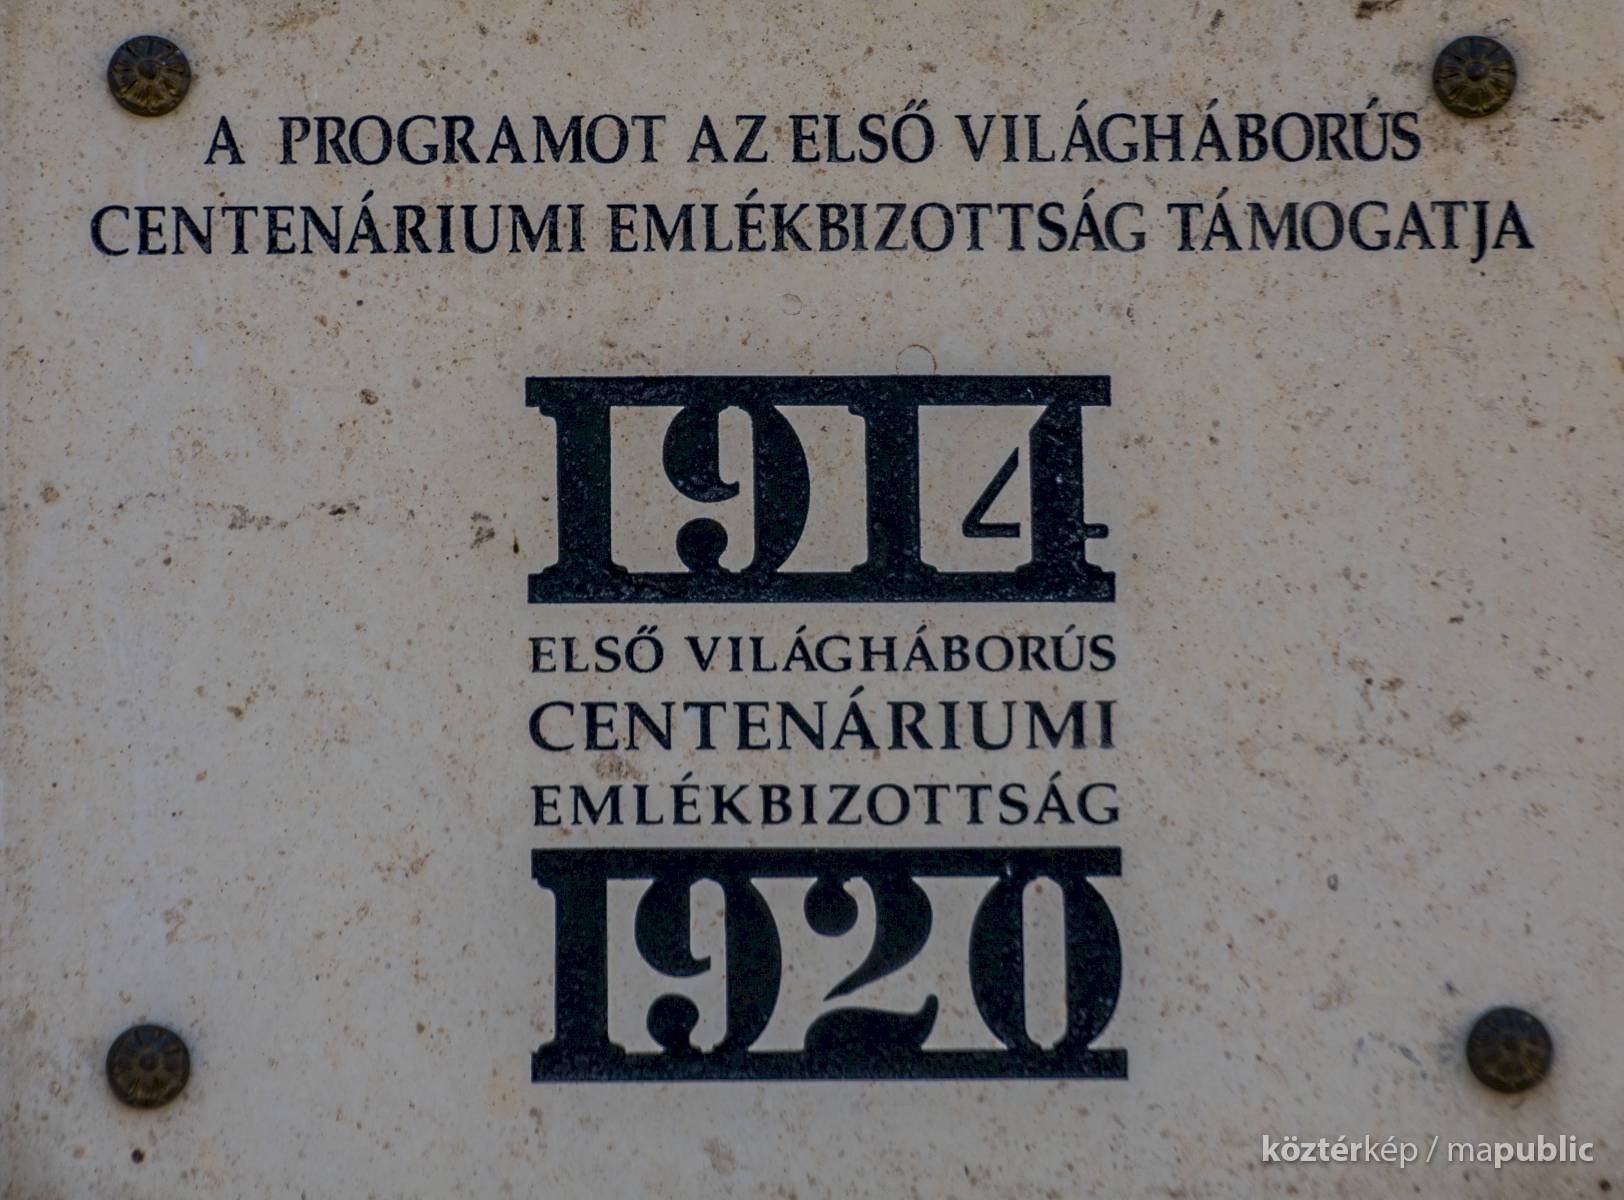 A PROGRAMOT AZ ELSŐ VILÁGHÁBORÚS
CENTENÁRIUMI EMLÉKBIZOTTSÁG TÁMOGATJA
1914
ELSŐ VILÁGHÁBORÚS
CENTENÁRIUMI
EMLÉKBIZOTTSÁG
1920
köztérkép / mapublic